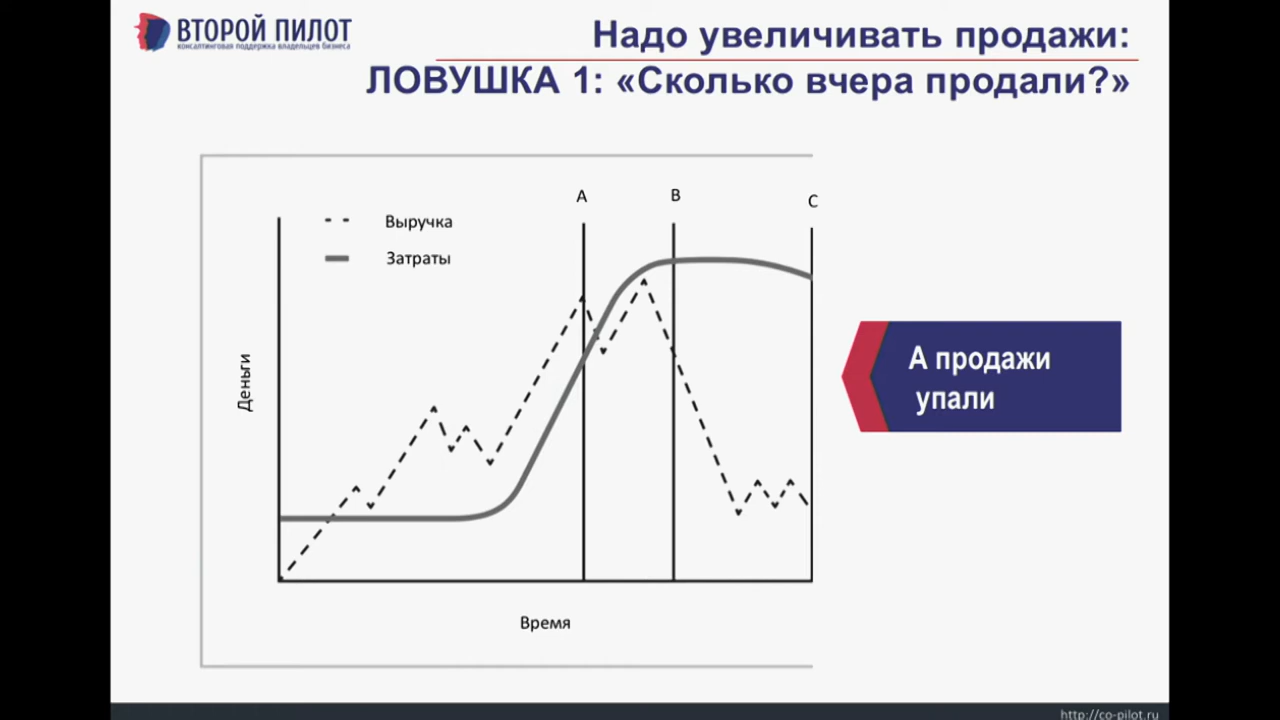 ВТОРОЙ ПИЛОТ
консалтинговая поддержка владельцев бизнеса
Надо увеличивать продажи:
ЛОВУШКА 1: «Сколько вчера продали?»
A
B
C
Выручка
Затраты
Деньги
Время
А продажи
упали
http://co-pilot.ru